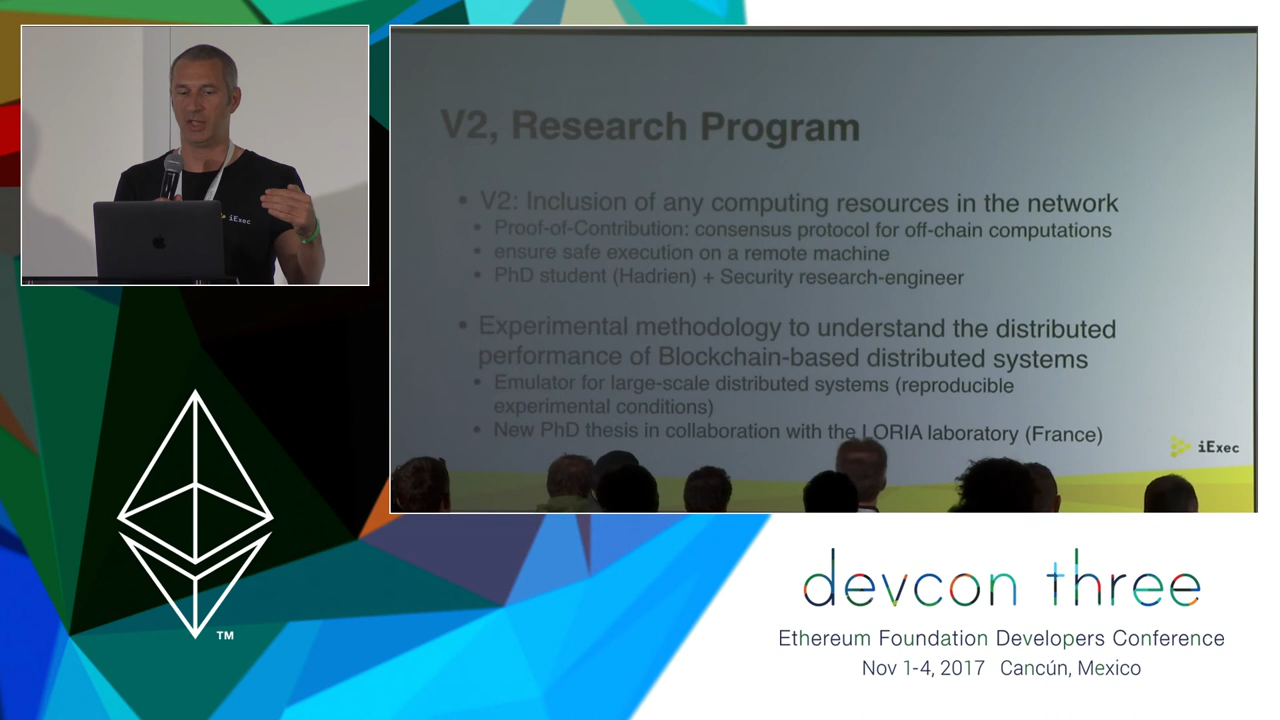 iExec
V2, Research Program
• V2: Inclusion of any computing resources in the network
• Proof-of-Contribution: consensus protocol for off-chain computations
• ensure safe execution on a remote machine
• PhD student (Hadrien) + Security research-engineer
• Experimental methodology to understand the distributed
performance of Blockchain-based distributed systems
• Emulator for large-scale distributed systems (reproducible
experimental conditions)
• New PhD thesis in collaboration with the LORIA laboratory (France)
iExec
TM
devcon three
Ethereum Foundation Developers Conference
Nov 1-4, 2017 Cancún, Mexico